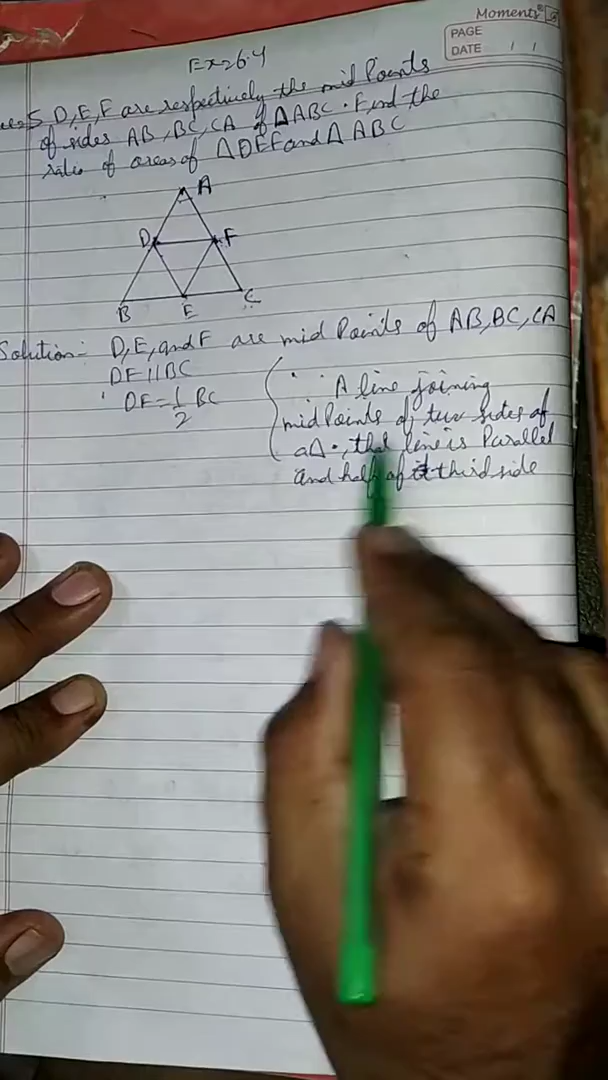 Moments
PAGE
DATE / /
Ex 6.4
5 D, E, F are respectively the mid Points
of sides AB, BC, CA of ΔABC. Find the
ratio of areas of ΔDEF and ΔABC
A
D
F
B
E
C
Solution:- D, E, and F are mid Points of AB, BC, CA
DF || BC
DF = 1/2 BC
∵ A line joining
midPoints of two sides of
a Δ, that line is Parallel
and half of third side